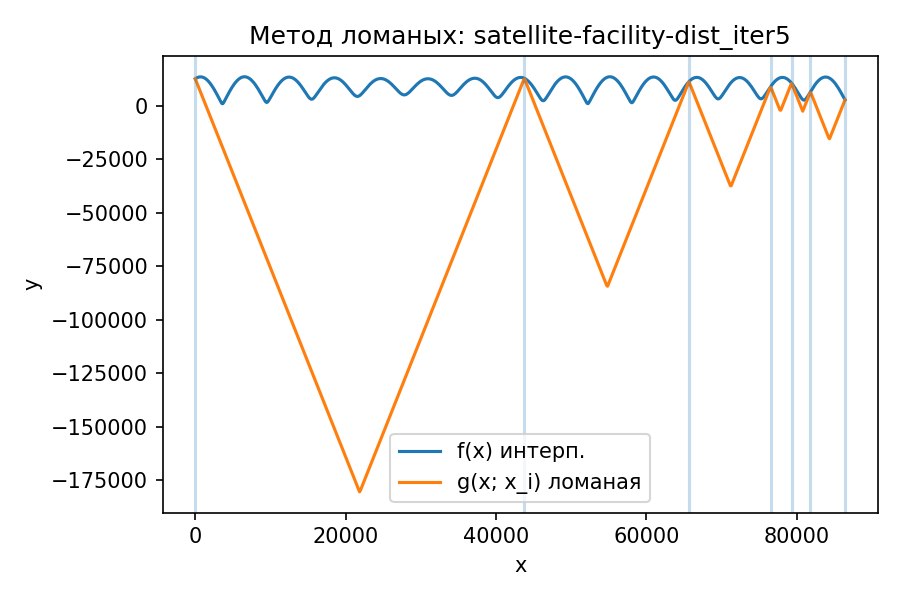 Метод ломаных: satellite-facility-dist_iter5
y
0
−25000
−50000
−75000
−100000
−125000
−150000
−175000
f(x) интерп.
g(x; x_i) ломаная
0
20000
40000
60000
80000
x